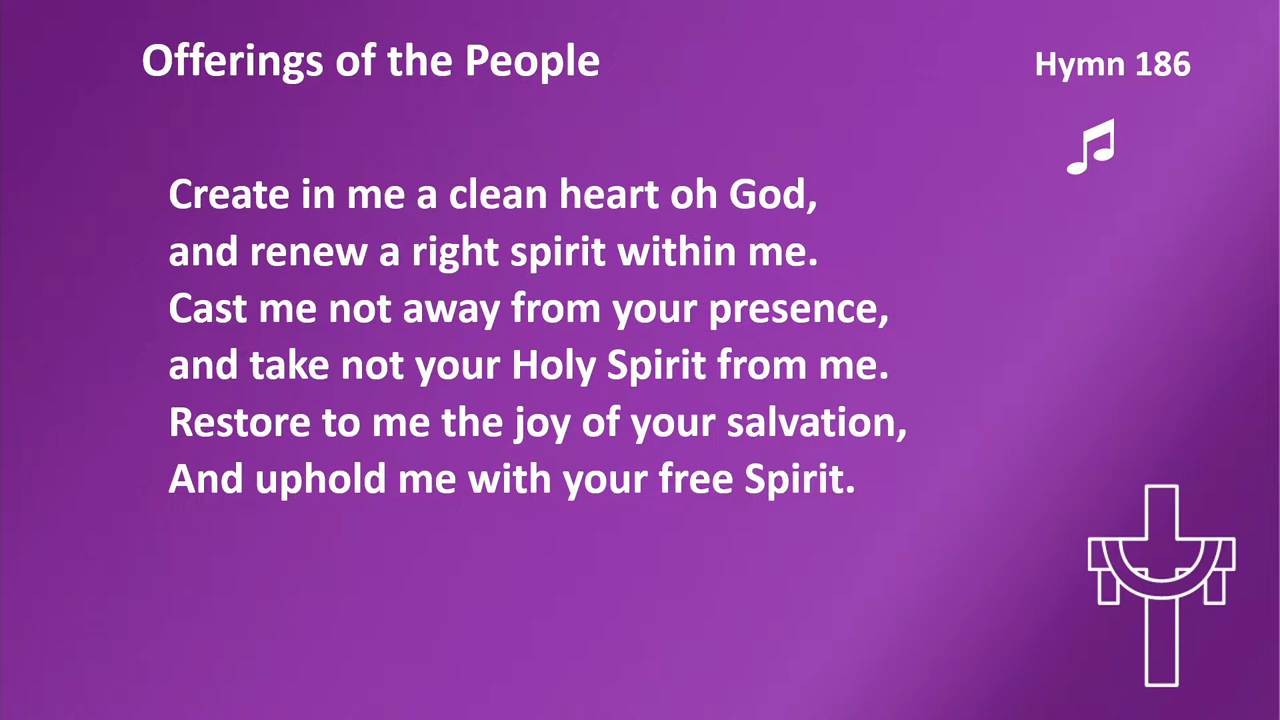 Offerings of the People
Hymn 186
Create in me a clean heart oh God,
and renew a right spirit within me.
Cast me not away from your presence,
and take not your Holy Spirit from me.
Restore to me the joy of your salvation,
And uphold me with your free Spirit.